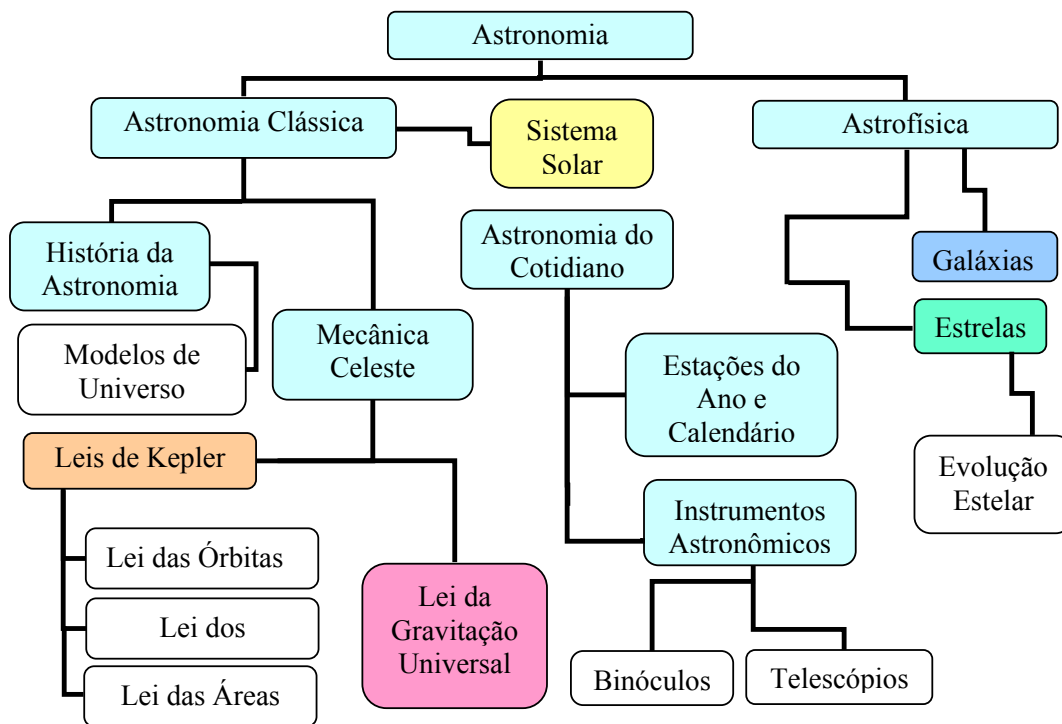 Astronomia
Astronomia Clássica
Sistema
Solar
Astrofísica
História da
Astronomia
Astronomia do
Cotidiano
Galáxias
Modelos de
Universo
Mecânica
Celeste
Estrelas
Estações do
Ano e
Calendário
Leis de Kepler
Evolução
Estelar
Instrumentos
Astronômicos
Lei das Órbitas
Lei dos
Lei das Áreas
Lei da
Gravitação
Universal
Binóculos
Telescópios